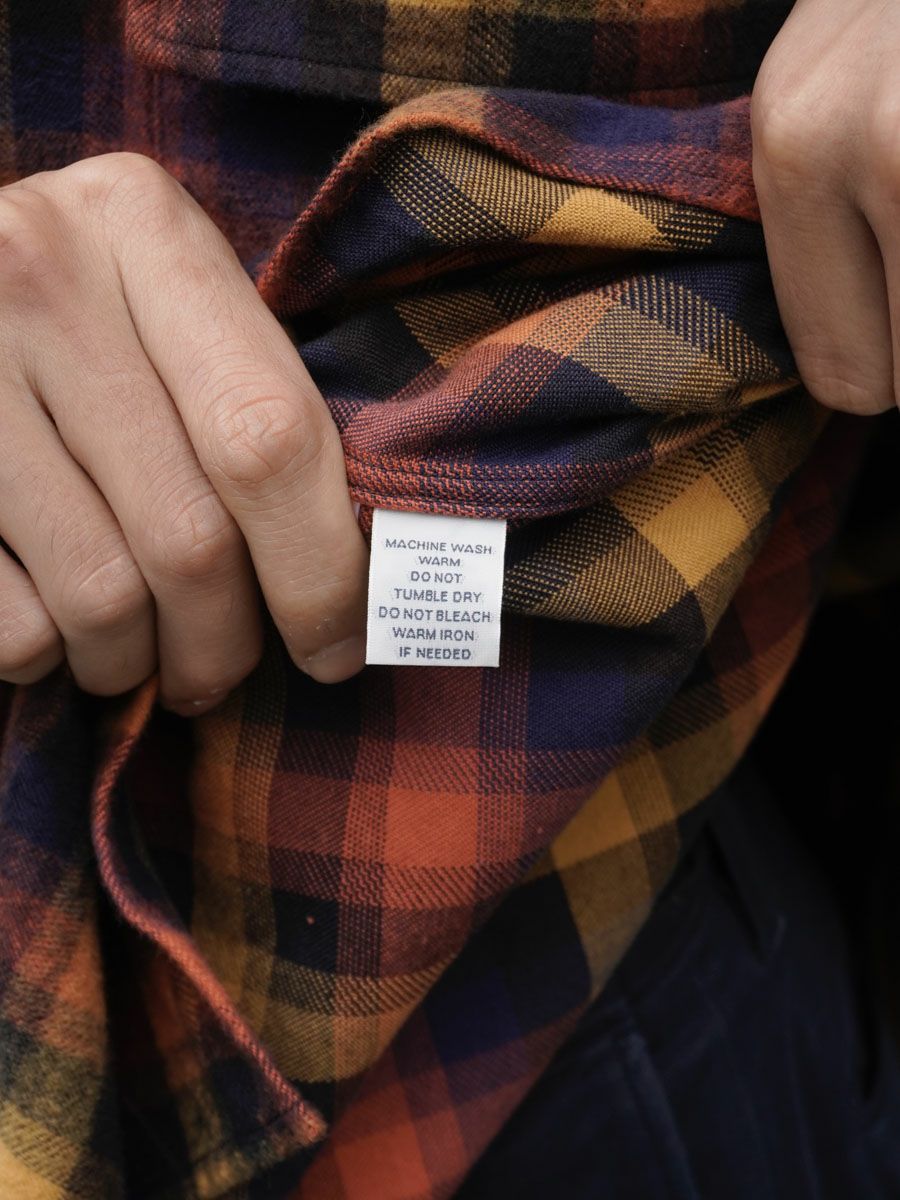 MACHINE WASH
WARM
DO NOT
TUMBLE DRY
DO NOT BLEACH
WARM IRON
IF NEEDED